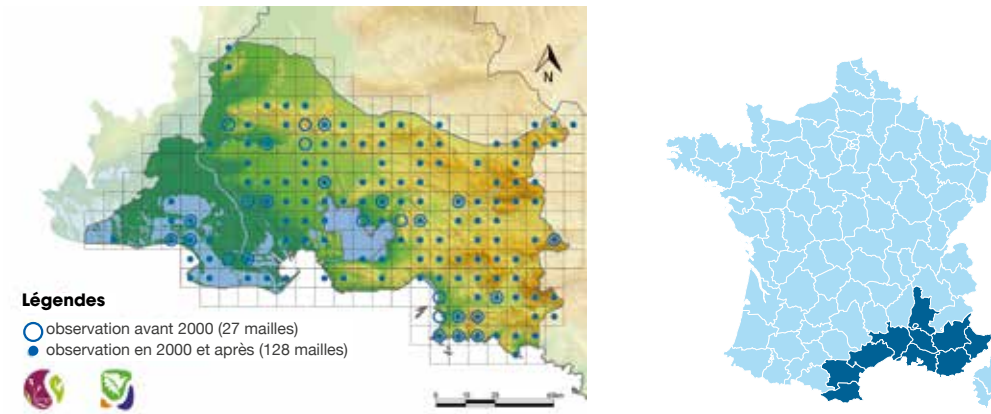 N
Légendes
observation avant 2000 (27 mailles)
observation en 2000 et après (128 mailles)